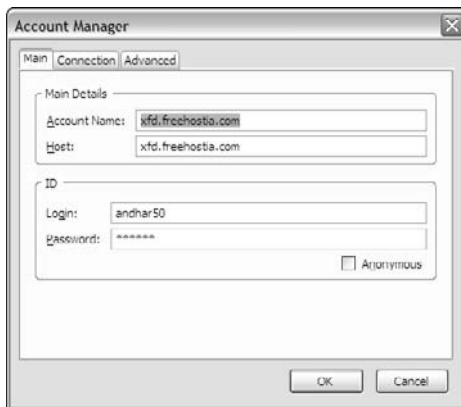 Account Manager
Main Connection Advanced
Main Details
Account Name: xfd.freehostia.com
Host: xfd.freehostia.com
ID
Login: andhar50
Password: ******
Anonymous
OK Cancel